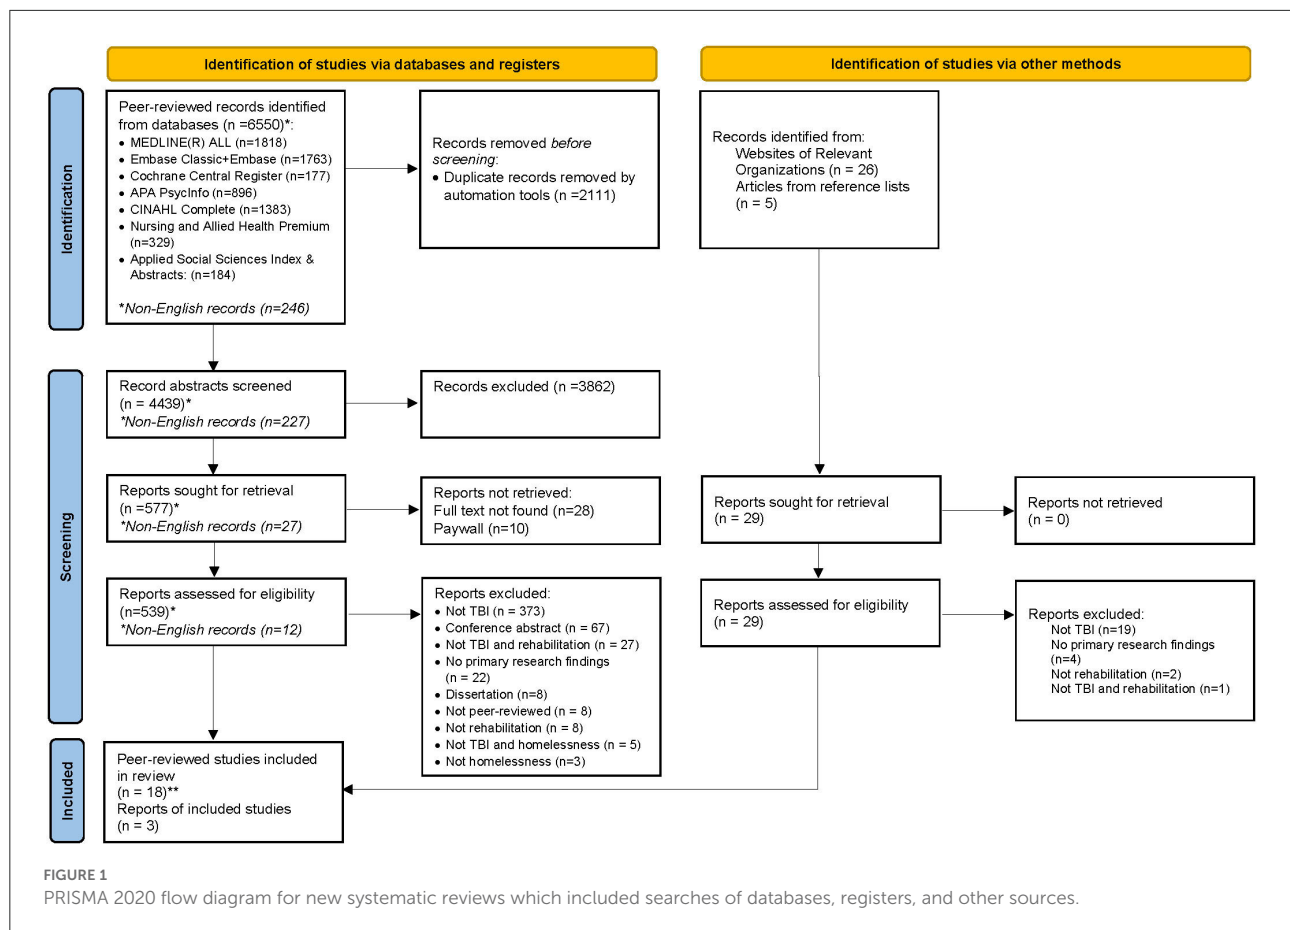 Identification of studies via databases and registers
Identification of studies via other methods
Identification
Peer-reviewed records identified
from databases (n =6550)*:
• MEDLINE(R) ALL (n=1818)
• Embase Classic+Embase (n=1763)
• Cochrane Central Register (n=177)
• APA PsycInfo (n=896)
• CINAHL Complete (n=1383)
• Nursing and Allied Health Premium
(n=329)
• Applied Social Sciences Index &
Abstracts: (n=184)
*Non-English records (n=246)
Records removed before
screening:
• Duplicate records removed by
automation tools (n =2111)
Records identified from:
Websites of Relevant
Organizations (n = 26)
Articles from reference lists
(n = 5)
Screening
Record abstracts screened
(n = 4439)*
*Non-English records (n=227)
Records excluded (n =3862)
Reports sought for retrieval
(n =577)*
*Non-English records (n=27)
Reports not retrieved:
Full text not found (n=28)
Paywall (n=10)
Reports sought for retrieval
(n = 29)
Reports not retrieved
(n = 0)
Reports assessed for eligibility
(n=539)*
*Non-English records (n=12)
Reports excluded:
• Not TBI (n = 373)
• Conference abstract (n = 67)
• Not TBI and rehabilitation (n = 27)
• No primary research findings
(n = 22)
• Dissertation (n=8)
• Not peer-reviewed (n = 8)
• Not rehabilitation (n = 8)
• Not TBI and homelessness (n = 5)
• Not homelessness (n=3)
Reports assessed for eligibility
(n = 29)
Reports excluded:
Not TBI (n=19)
No primary research findings
(n=4)
Not rehabilitation (n=2)
Not TBI and rehabilitation (n=1)
Included
Peer-reviewed studies included
in review
(n = 18)**
Reports of included studies
(n = 3)
FIGURE 1
PRISMA 2020 flow diagram for new systematic reviews which included searches of databases, registers, and other sources.